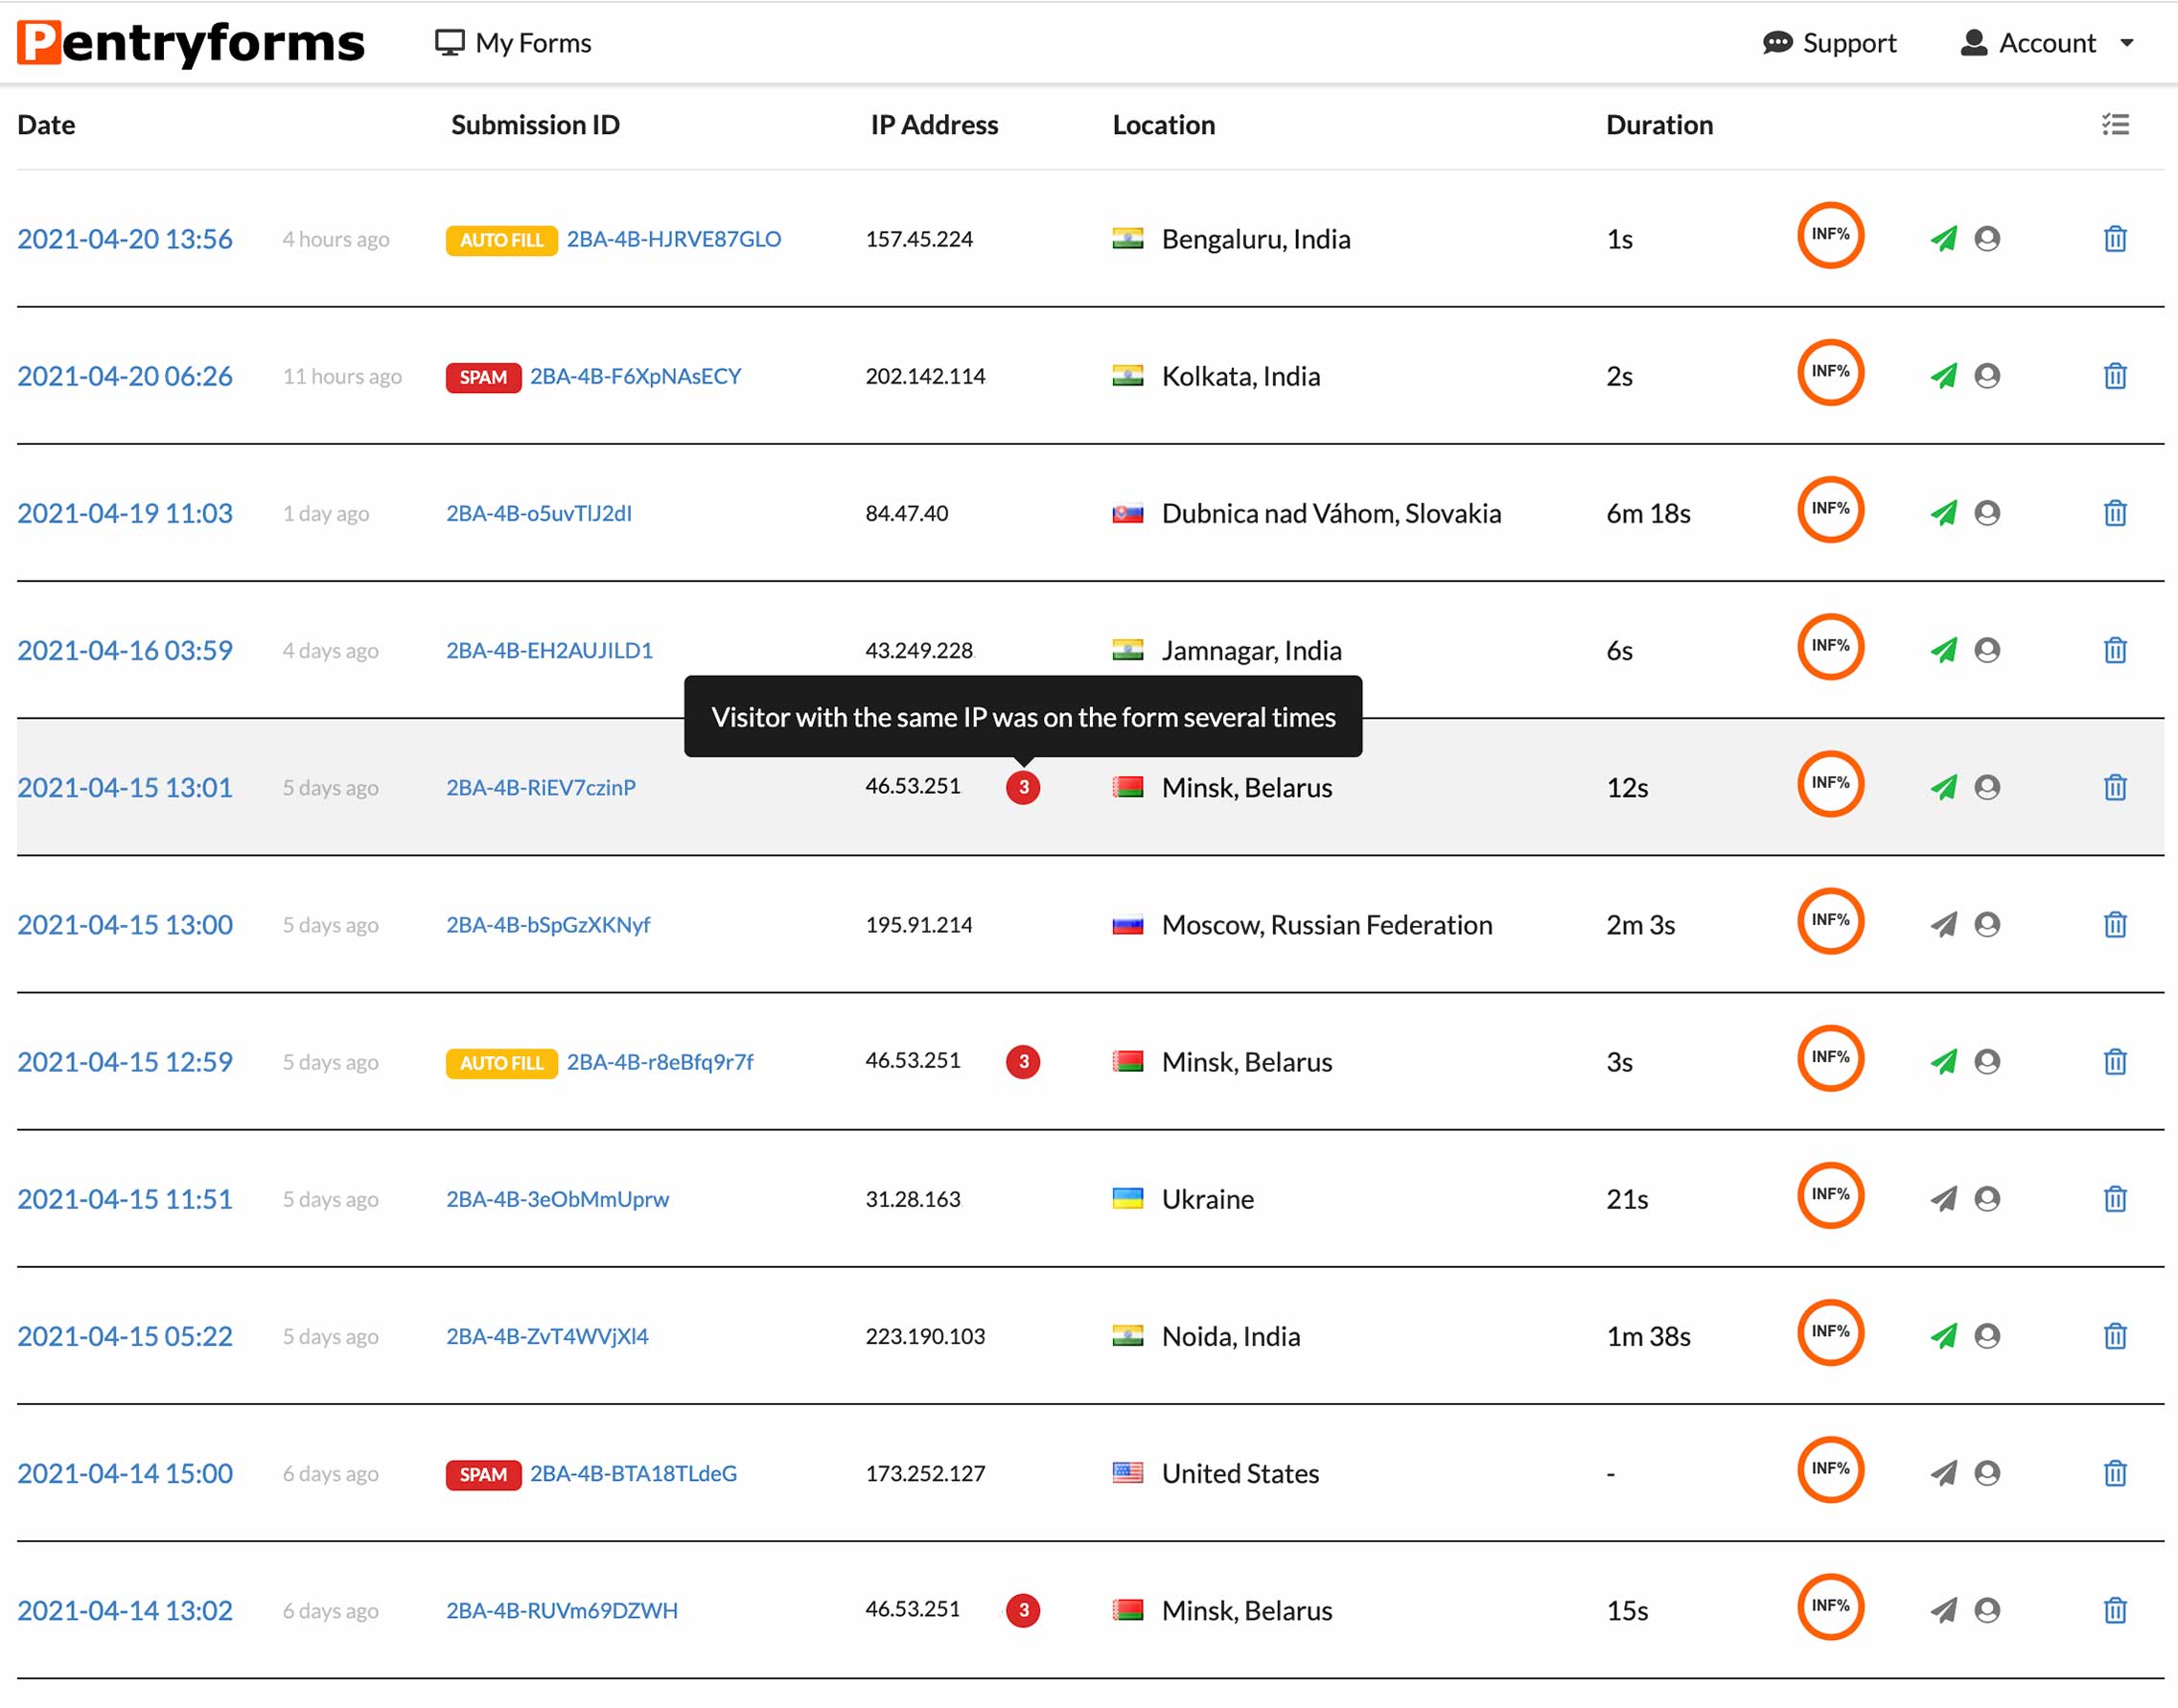 Pentryforms My Forms Support Account
Date Submission ID IP Address Location Duration
2021-04-20 13:56 4 hours ago AUTO FILL 2BA-4B-HJRVE87GLO 157.45.224 Bengaluru, India 1s INF%
2021-04-20 06:26 11 hours ago SPAM 2BA-4B-F6XpNAsECY 202.142.114 Kolkata, India 2s INF%
2021-04-19 11:03 1 day ago 2BA-4B-o5uvTlJ2dI 84.47.40 Dubnica nad Váhom, Slovakia 6m 18s INF%
2021-04-16 03:59 4 days ago 2BA-4B-EH2AUJILD1 43.249.228 Jamnagar, India 6s INF%
Visitor with the same IP was on the form several times
2021-04-15 13:01 5 days ago 2BA-4B-RiEV7czinP 46.53.251 3 Minsk, Belarus 12s INF%
2021-04-15 13:00 5 days ago 2BA-4B-bSpGzXKNyf 195.91.214 Moscow, Russian Federation 2m 3s INF%
2021-04-15 12:59 5 days ago AUTO FILL 2BA-4B-r8eBfq9r7f 46.53.251 3 Minsk, Belarus 3s INF%
2021-04-15 11:51 5 days ago 2BA-4B-3eObMmUprw 31.28.163 Ukraine 21s INF%
2021-04-15 05:22 5 days ago 2BA-4B-ZvT4WVjXl4 223.190.103 Noida, India 1m 38s INF%
2021-04-14 15:00 6 days ago SPAM 2BA-4B-BTA18TLdeG 173.252.127 United States - INF%
2021-04-14 13:02 6 days ago 2BA-4B-RUVm69DZWH 46.53.251 3 Minsk, Belarus 15s INF%